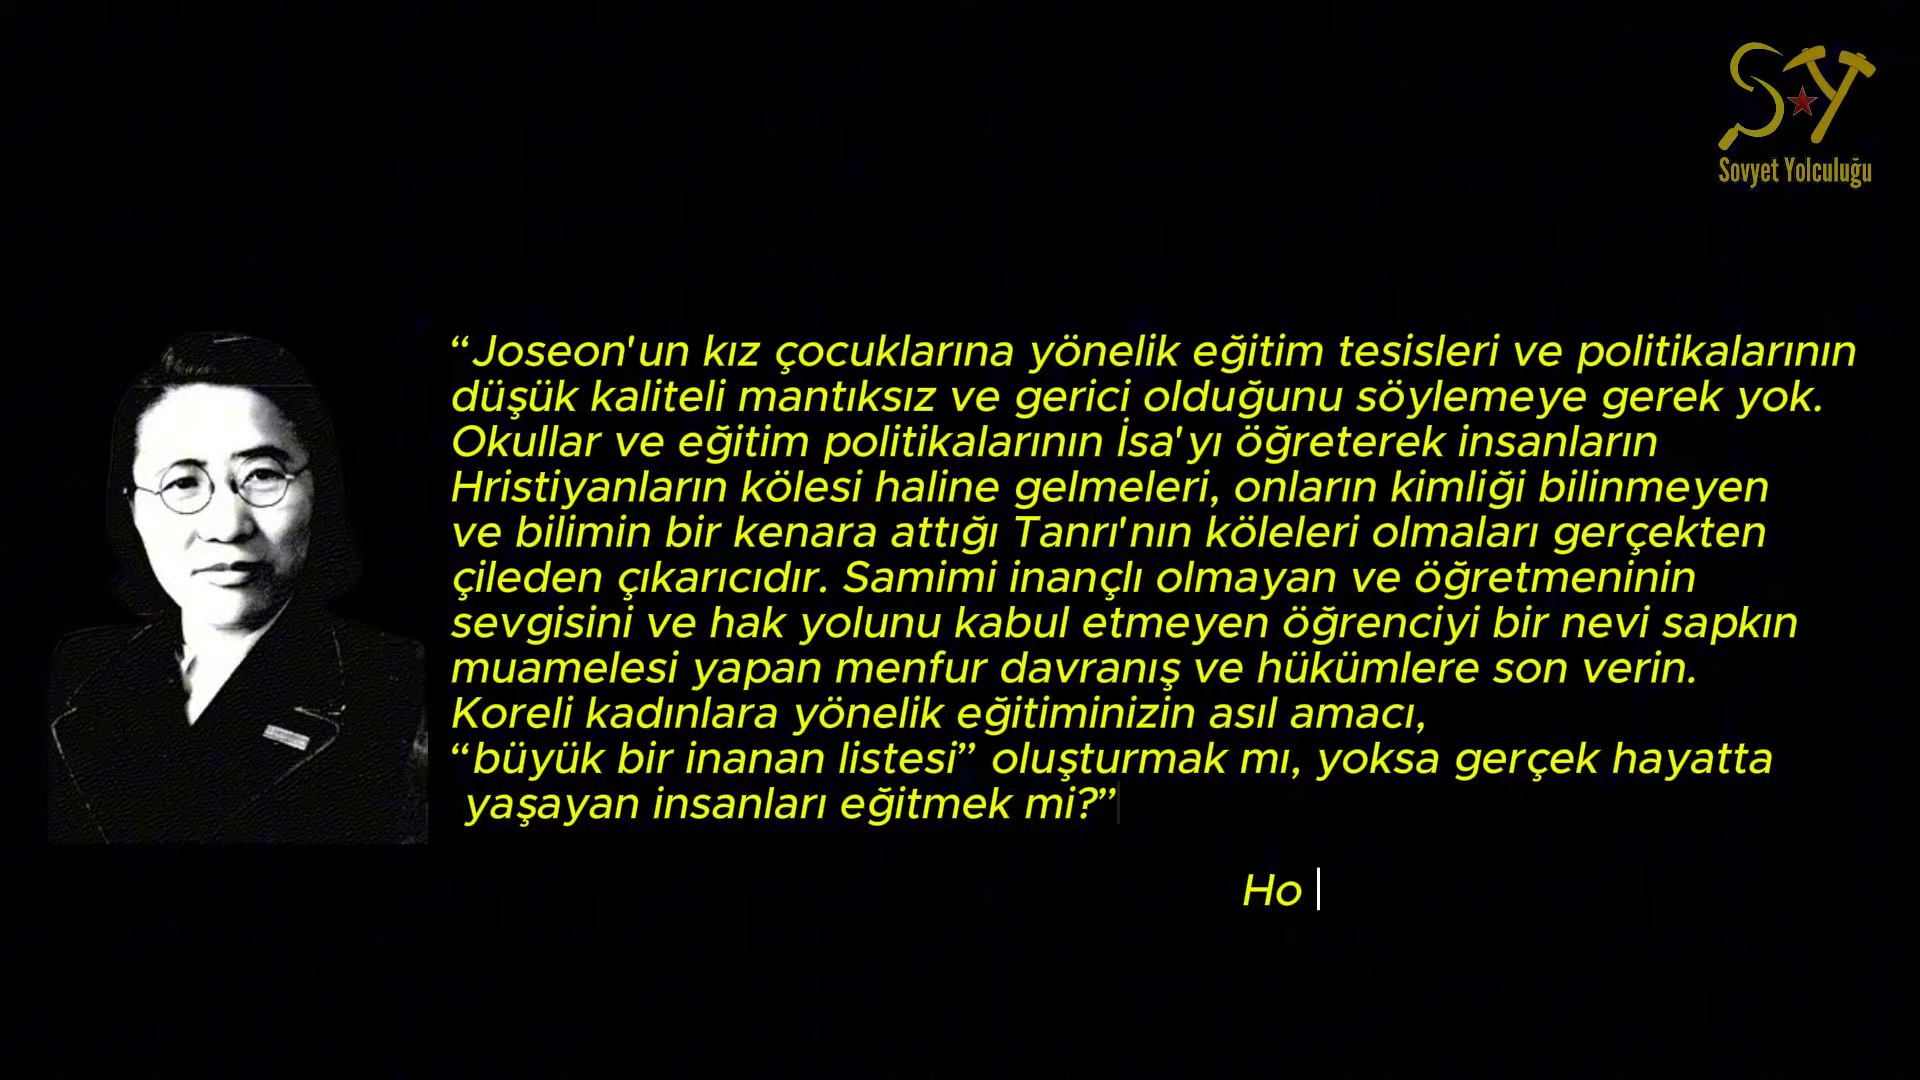 Sovyet Yolculuğu
“Joseon'un kız çocuklarına yönelik eğitim tesisleri ve politikalarının
düşük kaliteli mantıksız ve gerici olduğunu söylemeye gerek yok.
Okullar ve eğitim politikalarının İsa'yı öğreterek insanların
Hristiyanların kölesi haline gelmeleri, onların kimliği bilinmeyen
ve bilimin bir kenara attığı Tanrı'nın köleleri olmaları gerçekten
çileden çıkarıcıdır. Samimi inançlı olmayan ve öğretmeninin
sevgisini ve hak yolunu kabul etmeyen öğrenciyi bir nevi sapkın
muamelesi yapan menfur davranış ve hükümlere son verin.
Koreli kadınlara yönelik eğitiminizin asıl amacı,
“büyük bir inanan listesi” oluşturmak mı, yoksa gerçek hayatta
yaşayan insanları eğitmek mi?”
Ho